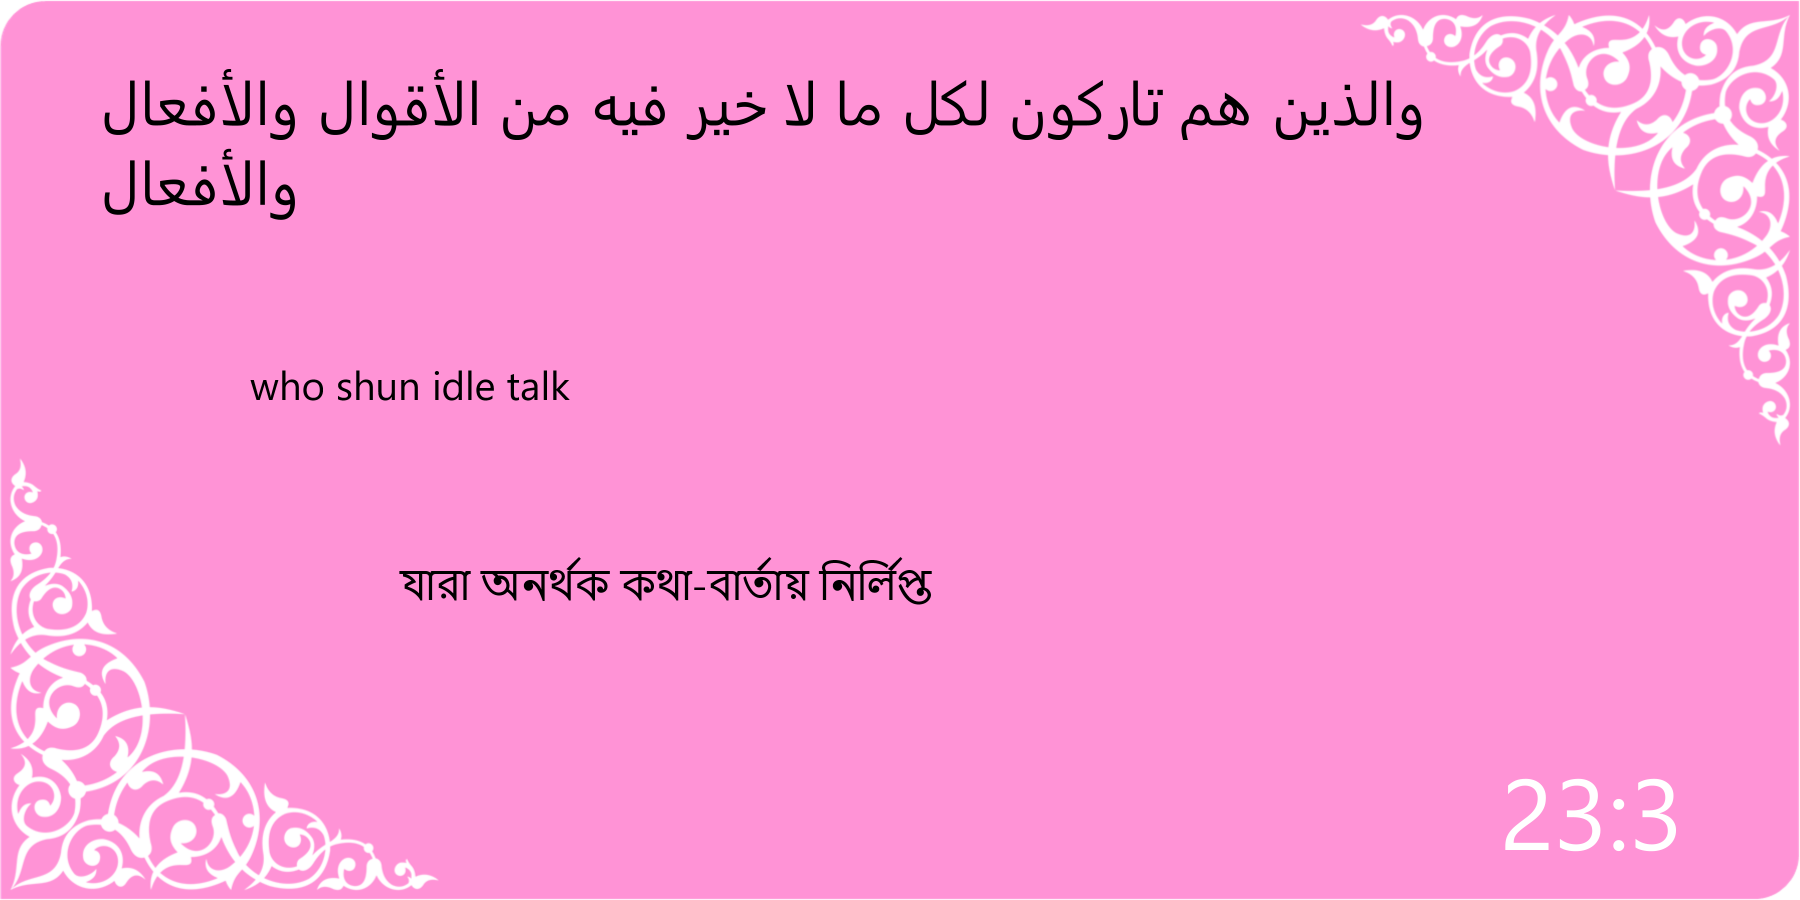 والذين هم تاركون لكل ما لا خير فيه من الأقوال والأفعال
والأفعال
who shun idle talk
যারা অনর্থক কথা-বার্তায় নির্লিপ্ত
23:3